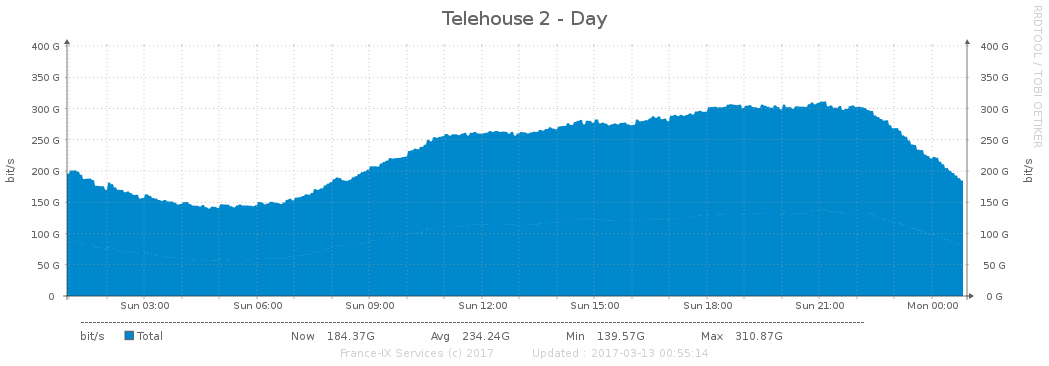 Telehouse 2 - Day
RRDTOOL / TOBI OETIKER
bit/s
400 G
350 G
300 G
250 G
200 G
150 G
100 G
50 G
0
400 G
350 G
300 G
250 G
200 G
150 G
100 G
50 G
0 G
bit/s
Sun 03:00 Sun 06:00 Sun 09:00 Sun 12:00 Sun 15:00 Sun 18:00 Sun 21:00 Mon 00:00
bit/s Total Now 184.37G Avg 234.24G Min 139.57G Max 310.87G
France-IX Services (c) 2017 Updated : 2017-03-13 00:55:14